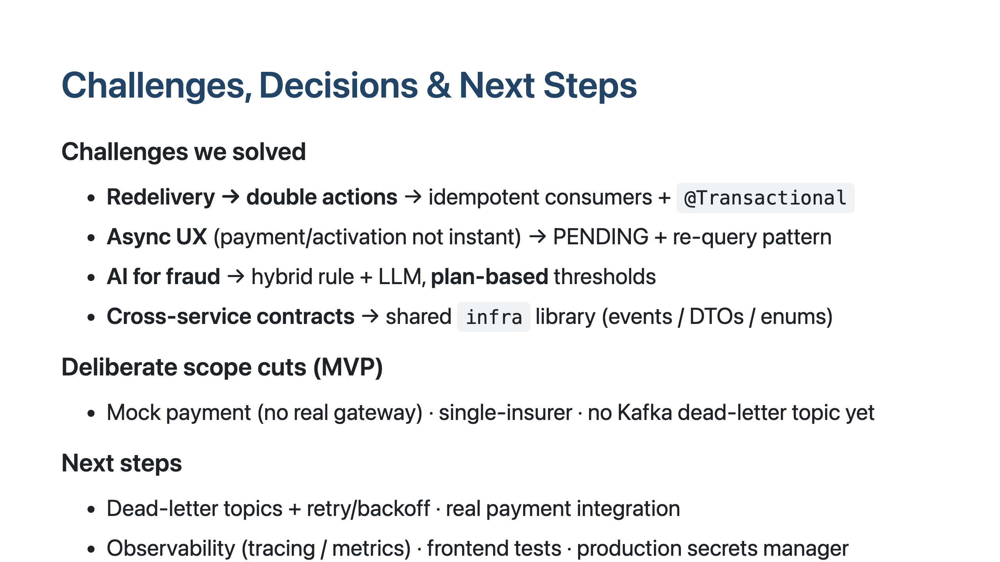 Challenges, Decisions & Next Steps
Challenges we solved
• Redelivery → double actions → idempotent consumers + @Transactional
• Async UX (payment/activation not instant) → PENDING + re-query pattern
• AI for fraud → hybrid rule + LLM, plan-based thresholds
• Cross-service contracts → shared infra library (events / DTOs / enums)
Deliberate scope cuts (MVP)
• Mock payment (no real gateway) · single-insurer · no Kafka dead-letter topic yet
Next steps
• Dead-letter topics + retry/backoff · real payment integration
• Observability (tracing / metrics) · frontend tests · production secrets manager